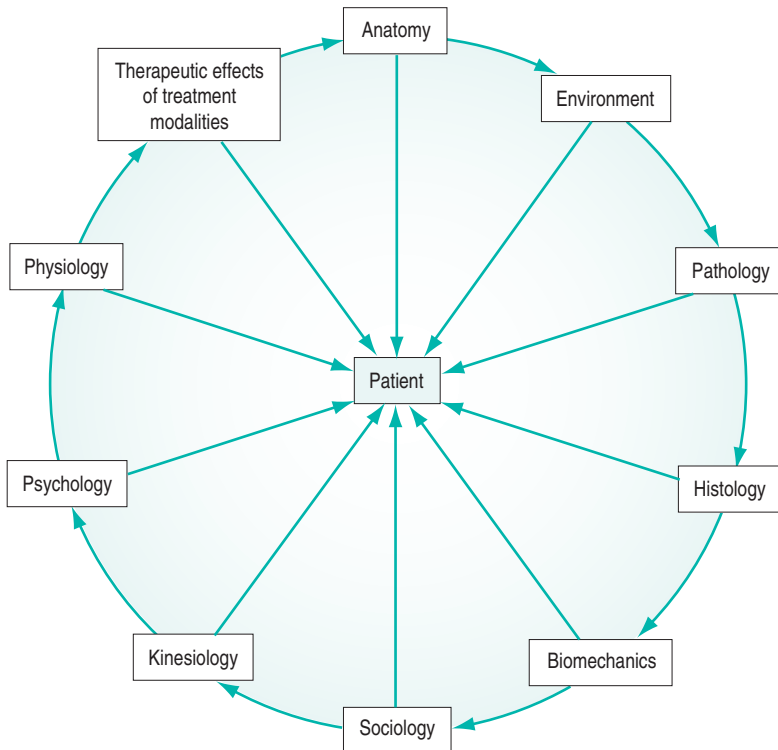 Anatomy
Therapeutic effects
of treatment
modalities
Environment
Physiology
Pathology
Patient
Psychology
Histology
Kinesiology
Biomechanics
Sociology